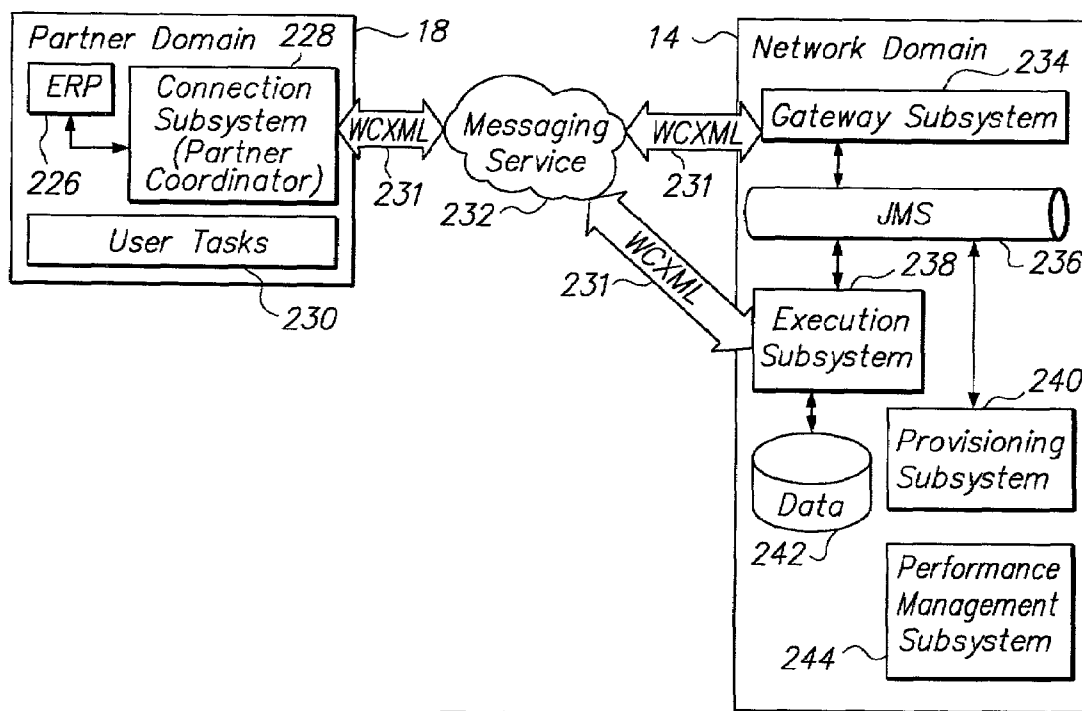 Partner Domain
228
18
ERP
Connection
Subsystem
(Partner
Coordinator)
226
User Tasks
230
WCXML
231
Messaging
Service
232
WCXML
231
WCXML
231
14
Network Domain
234
Gateway Subsystem
JMS
236
238
Execution
Subsystem
240
Provisioning
Subsystem
Data
242
Performance
Management
Subsystem
244